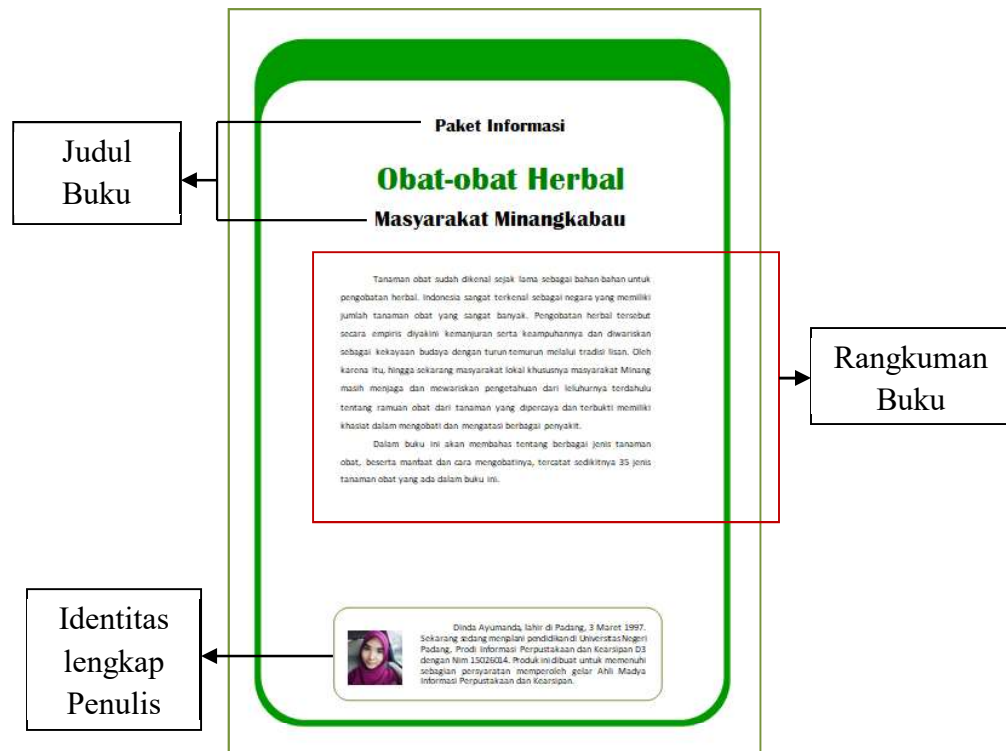 Judul
Buku
Paket Informasi
Obat-obat Herbal
Masyarakat Minangkabau
Tanaman obat sudah dikenal sejak lama sebagai bahan-bahan untuk
pengobatan herbal. Indonesia sangat terkenal sebagai negara yang memiliki
jumlah tanaman obat yang sangat banyak. Pengobatan herbal tersebut
secara empiris diyakini kemanjuran serta keampuhannya dan diwariskan
sebagai kekayaan budaya dengan turun temurun melalui tradisi lisan. Oleh
karena itu, hingga sekarang masyarakat lokal khususnya masyarakat Minang
masih menjaga dan mewariskan pengetahuan dari leluhurnya terdahulu
tentang ramuan obat dari tanaman yang dipercaya dan terbukti memiliki
khasiat dalam mengobati dan mengatasi berbagai penyakit.
Dalam buku ini akan membahas tentang berbagai jenis tanaman
obat, beserta manfaat dan cara mengobatinya, tercatat sedikitnya 35 jenis
tanaman obat yang ada dalam buku ini.
Rangkuman
Buku
Identitas
lengkap
Penulis
Dinda Ayumanda, lahir di Padang, 3 Maret 1997.
Sekarang sedang menjalani pendidikan di Universitas Negeri
Padang, Prodi Informasi Perpustakaan dan Kearsipan D3
dengan Nim 15026014. Produk ini dibuat untuk memenuhi
sebagian persyaratan memperoleh gelar Ahli Madya
Informasi Perpustakaan dan Kearsipan.